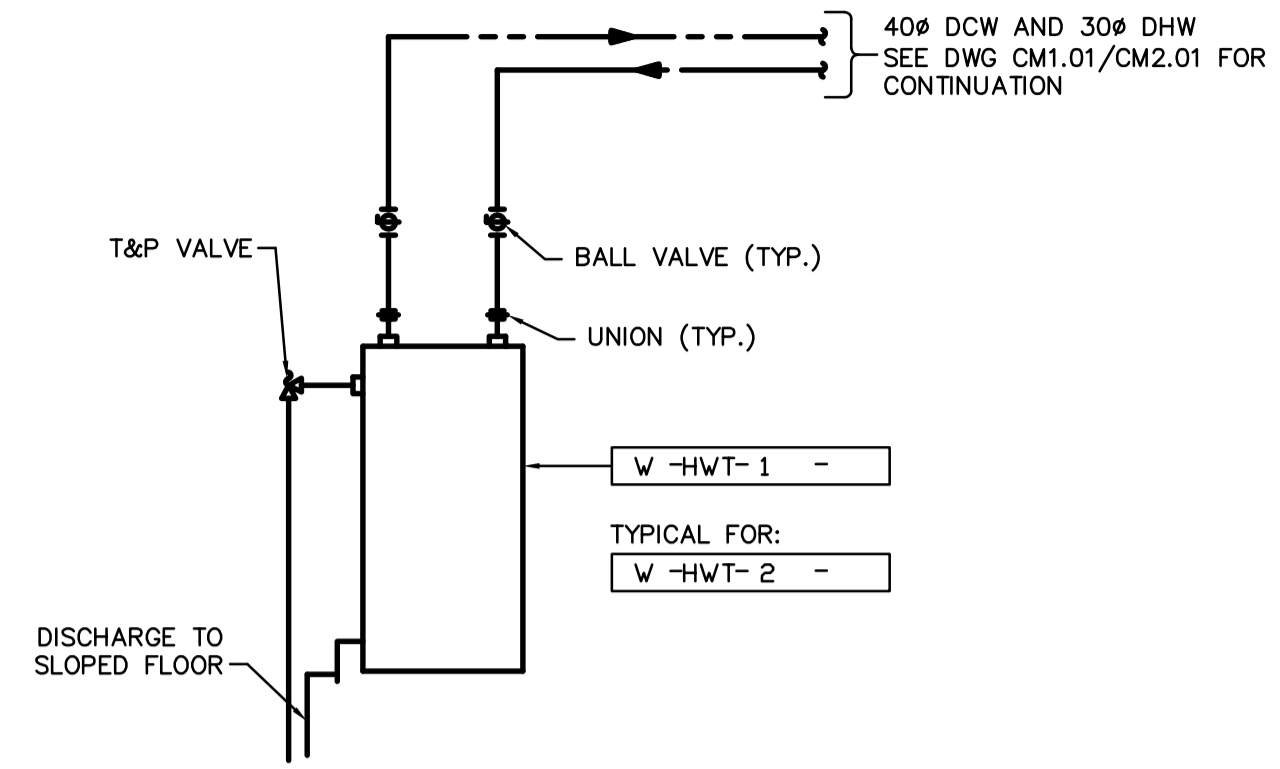 40ø DCW AND 30ø DHW
SEE DWG CM1.01/CM2.01 FOR
CONTINUATION
T&P VALVE
BALL VALVE (TYP.)
UNION (TYP.)
W -HWT- 1 -
TYPICAL FOR:
W -HWT- 2 -
DISCHARGE TO
SLOPED FLOOR